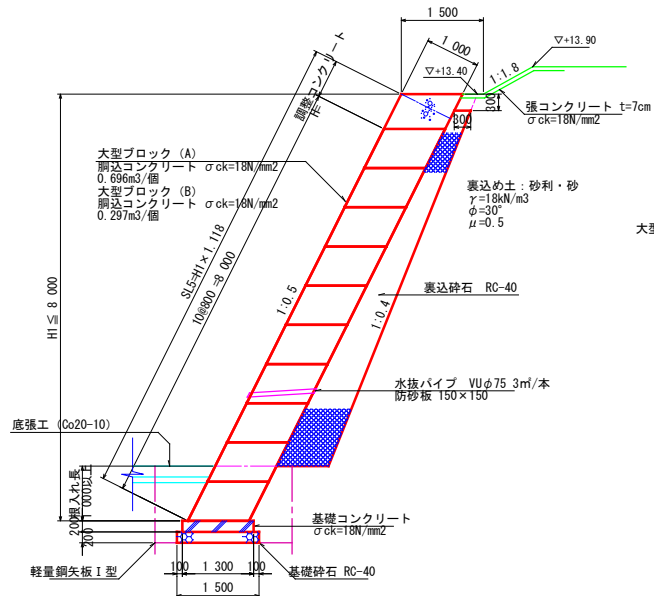 1 500
1 000
▽+13.90
▽+13.40
1:1.8
300
300
張コンクリート t=7cm
σck=18N/mm2
調整コンクリート
SL5=H1×1.118
10@800 =8 000
H1≦ 8 000
大型ブロック (A)
胴込コンクリート σck=18N/mm2
0.696m3/個
大型ブロック (B)
胴込コンクリート σck=18N/mm2
0.297m3/個
裏込め土：砂利・砂
γ=18kN/m3
φ=30°
μ=0.5
大型
裏込砕石 RC-40
1:0.5
1:0.4
水抜パイプ VUφ75 3㎡/本
防砂板 150×150
底張工 (Co20-10)
根入れ長
1 000以上
200
200
基礎コンクリート
σck=18N/mm2
軽量鋼矢板Ⅰ型
100
1 300
100
基礎砕石 RC-40
1 500